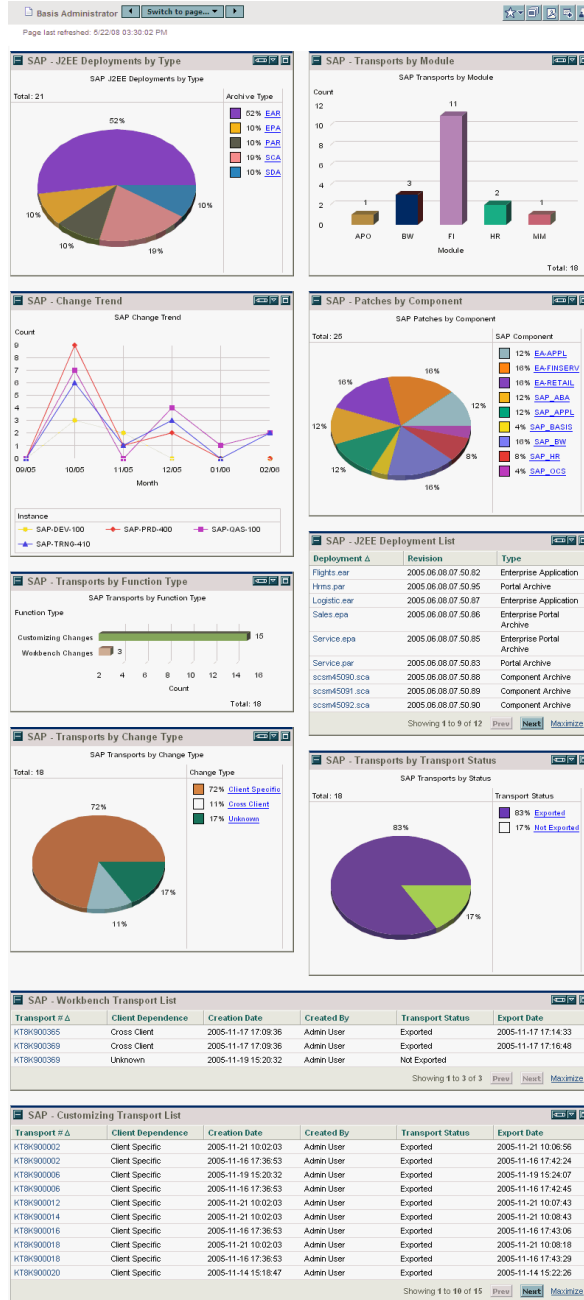 Basis Administrator Switch to page...
Page last refreshed: 5/22/08 03:30:02 PM
SAP - J2EE Deployments by Type
SAP J2EE Deployments by Type
Total: 21
Archive Type
52% EAR
10% EPA
10% PAR
19% SCA
10% SDA
52%
10%
10%
19%
10%
SAP - Transports by Module
SAP Transports by Module
Count
12
10
8
6
4
2
0
1
3
11
2
1
APO BW FI HR MM
Module
Total: 18
SAP - Change Trend
SAP Change Trend
Count
9
8
7
6
5
4
3
2
1
0
09/05 10/05 11/05 12/05 01/06 02/06
Month
Instance
SAP-DEV-100 SAP-PRD-400 SAP-QAS-100
SAP-TRNG-410
SAP - Patches by Component
SAP Patches by Component
Total: 25
SAP Component
12% EA-APPL
16% EA-FINSERV
16% EA-RETAIL
12% SAP_ABA
12% SAP_APPL
4% SAP_BASIS
16% SAP_BW
8% SAP_HR
4% SAP_OCS
16%
16%
12%
12%
8%
12%
16%
SAP - J2EE Deployment List
Deployment Revision Type
Flights.ear 2005.06.08.07.50.82 Enterprise Application
Hrms.par 2005.06.08.07.50.95 Portal Archive
Logistic.ear 2005.06.08.07.50.87 Enterprise Application
Sales.epa 2005.06.08.07.50.86 Enterprise Portal
Archive
Service.epa 2005.06.08.07.50.85 Enterprise Portal
Archive
Service.par 2005.06.08.07.50.83 Portal Archive
scsm45090.sca 2005.06.08.07.50.88 Component Archive
scsm45091.sca 2005.06.08.07.50.89 Component Archive
scsm45092.sca 2005.06.08.07.50.90 Component Archive
Showing 1 to 9 of 12 Prev Next Maximize
SAP - Transports by Function Type
SAP Transports by Function Type
Function Type
Customizing Changes 15
Workbench Changes 3
2 4 6 8 10 12 14 16
Count
Total: 18
SAP - Transports by Change Type
SAP Transports by Change Type
Total: 18
Change Type
72% Client Specific
11% Cross Client
17% Unknown
72%
17%
11%
SAP - Transports by Transport Status
SAP Transports by Status
Total: 18
Transport Status
83% Exported
17% Not Exported
83%
17%
SAP - Workbench Transport List
Transport # Client Dependence Creation Date Created By Transport Status Export Date
KT8K900365 Cross Client 2005-11-17 17:09:36 Admin User Exported 2005-11-17 17:14:33
KT8K900369 Cross Client 2005-11-17 17:09:36 Admin User Exported 2005-11-17 17:16:48
KT8K900369 Unknown 2005-11-19 15:20:32 Admin User Not Exported
Showing 1 to 3 of 3 Prev Next Maximize
SAP - Customizing Transport List
Transport # Client Dependence Creation Date Created By Transport Status Export Date
KT8K900002 Client Specific 2005-11-21 10:02:03 Admin User Exported 2005-11-21 10:06:56
KT8K900002 Client Specific 2005-11-16 17:36:53 Admin User Exported 2005-11-16 17:42:24
KT8K900006 Client Specific 2005-11-19 15:20:32 Admin User Exported 2005-11-19 15:24:07
KT8K900006 Client Specific 2005-11-16 17:36:53 Admin User Exported 2005-11-16 17:42:45
KT8K900012 Client Specific 2005-11-21 10:02:03 Admin User Exported 2005-11-21 10:07:43
KT8K900014 Client Specific 2005-11-21 10:02:03 Admin User Exported 2005-11-21 10:08:43
KT8K900016 Client Specific 2005-11-16 17:36:53 Admin User Exported 2005-11-16 17:43:06
KT8K900018 Client Specific 2005-11-21 10:02:03 Admin User Exported 2005-11-21 10:08:18
KT8K900018 Client Specific 2005-11-16 17:36:53 Admin User Exported 2005-11-16 17:43:29
KT8K900020 Client Specific 2005-11-14 15:18:47 Admin User Exported 2005-11-14 15:22:26
Showing 1 to 10 of 15 Prev Next Maximize